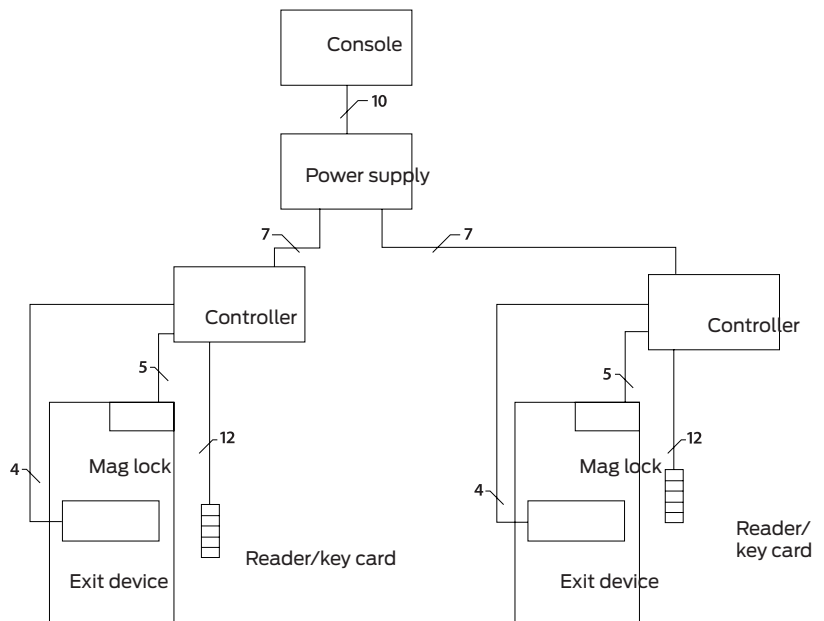 Console
10
Power supply
7
7
Controller
Controller
5
5
12
12
Mag lock
Mag lock
4
4
Reader/
key card
Reader/key card
Exit device
Exit device